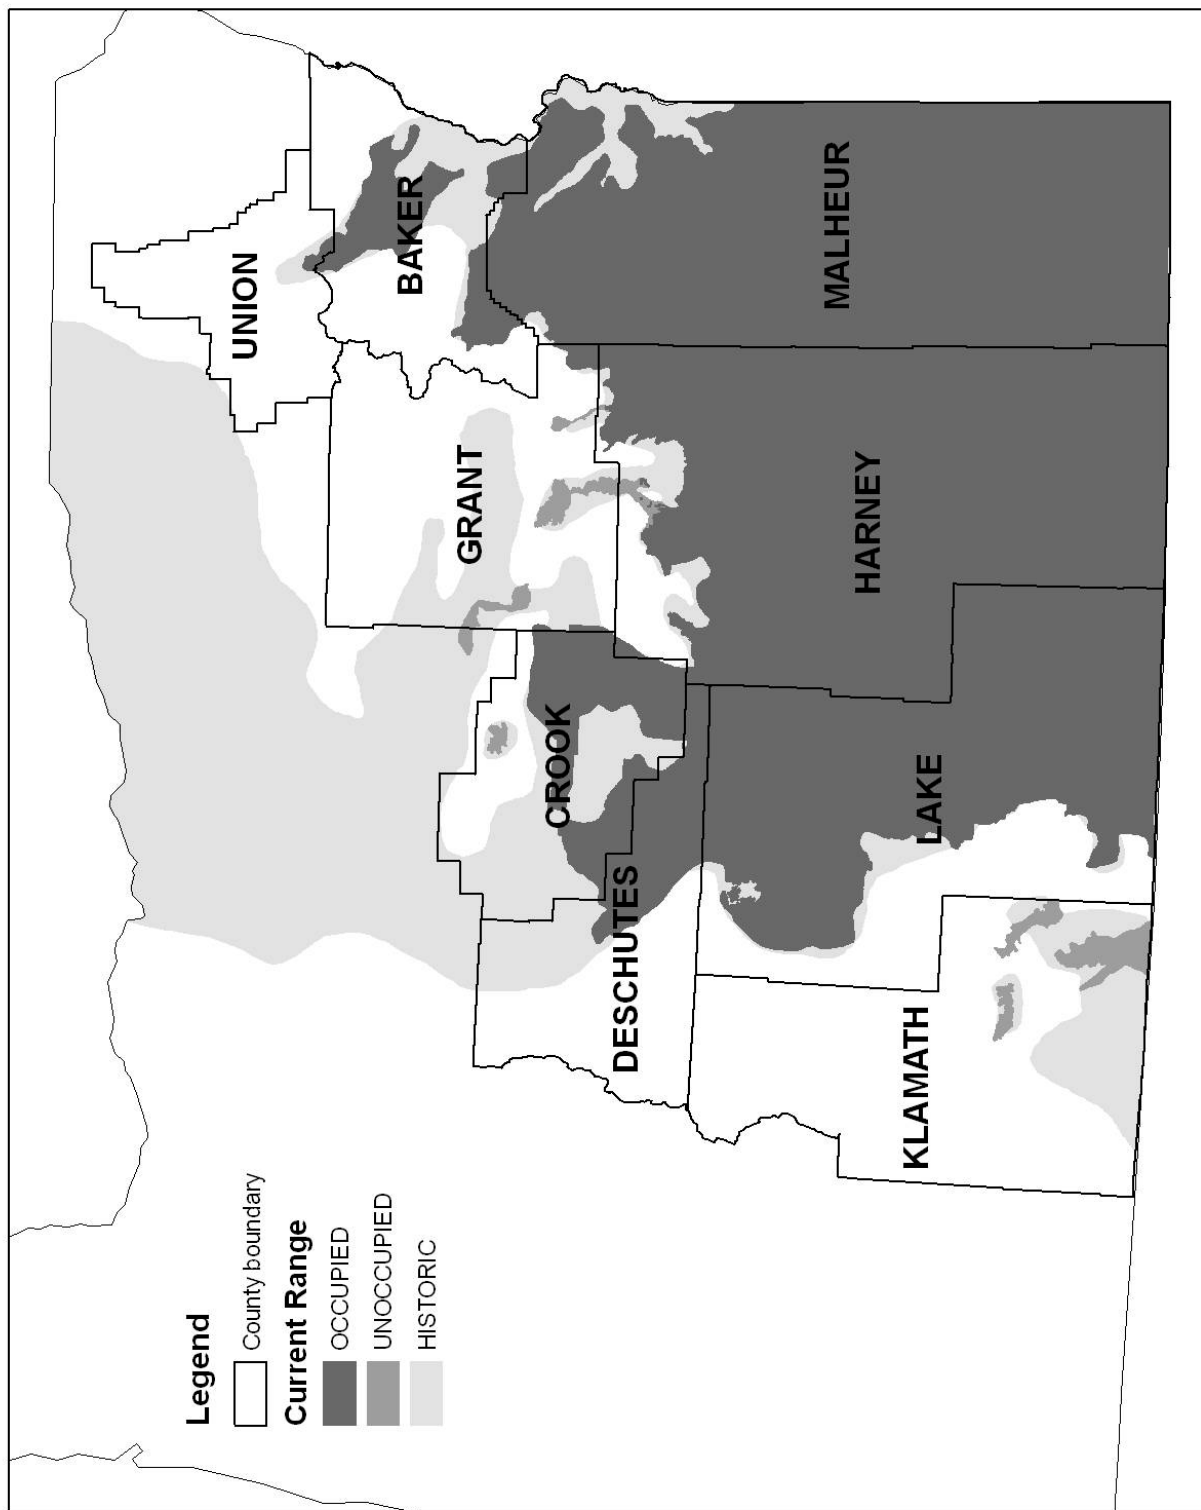 UNION
BAKER
GRANT
MALHEUR
HARNEY
CROOK
DESCHUTES
LAKE
KLAMATH
Legend
County boundary
Current Range
OCCUPIED
UNOCCUPIED
HISTORIC